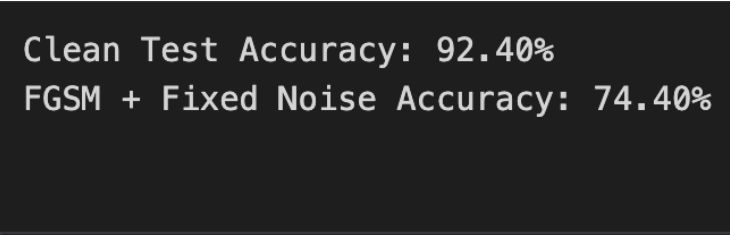 Clean Test Accuracy: 92.40%
FGSM + Fixed Noise Accuracy: 74.40%